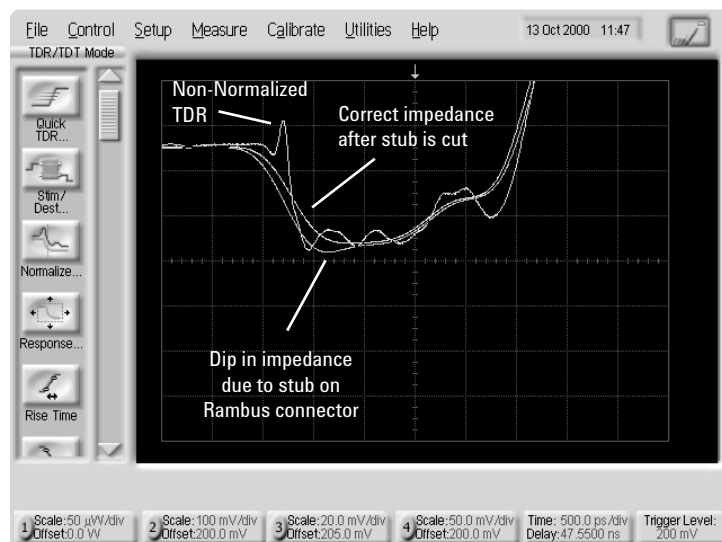 File Control Setup Measure Calibrate Utilities Help 13 Oct 2000 11:47
TDR/TDT Mode
Quick
TDR...
Stim/
Dest...
Normalize...
Response...
Rise Time
Non-Normalized
TDR
Correct impedance
after stub is cut
Dip in impedance
due to stub on
Rambus connector
1 Scale:50 µW/div
Offset:0.0 W
2 Scale:100 mV/div
Offset:200.0 mV
3 Scale:20.0 mV/div
Offset:205.0 mV
4 Scale:50.0 mV/div
Offset:200.0 mV
Time: 500.0 ps/div
Delay:47.5500 ns
Trigger Level:
200 mV